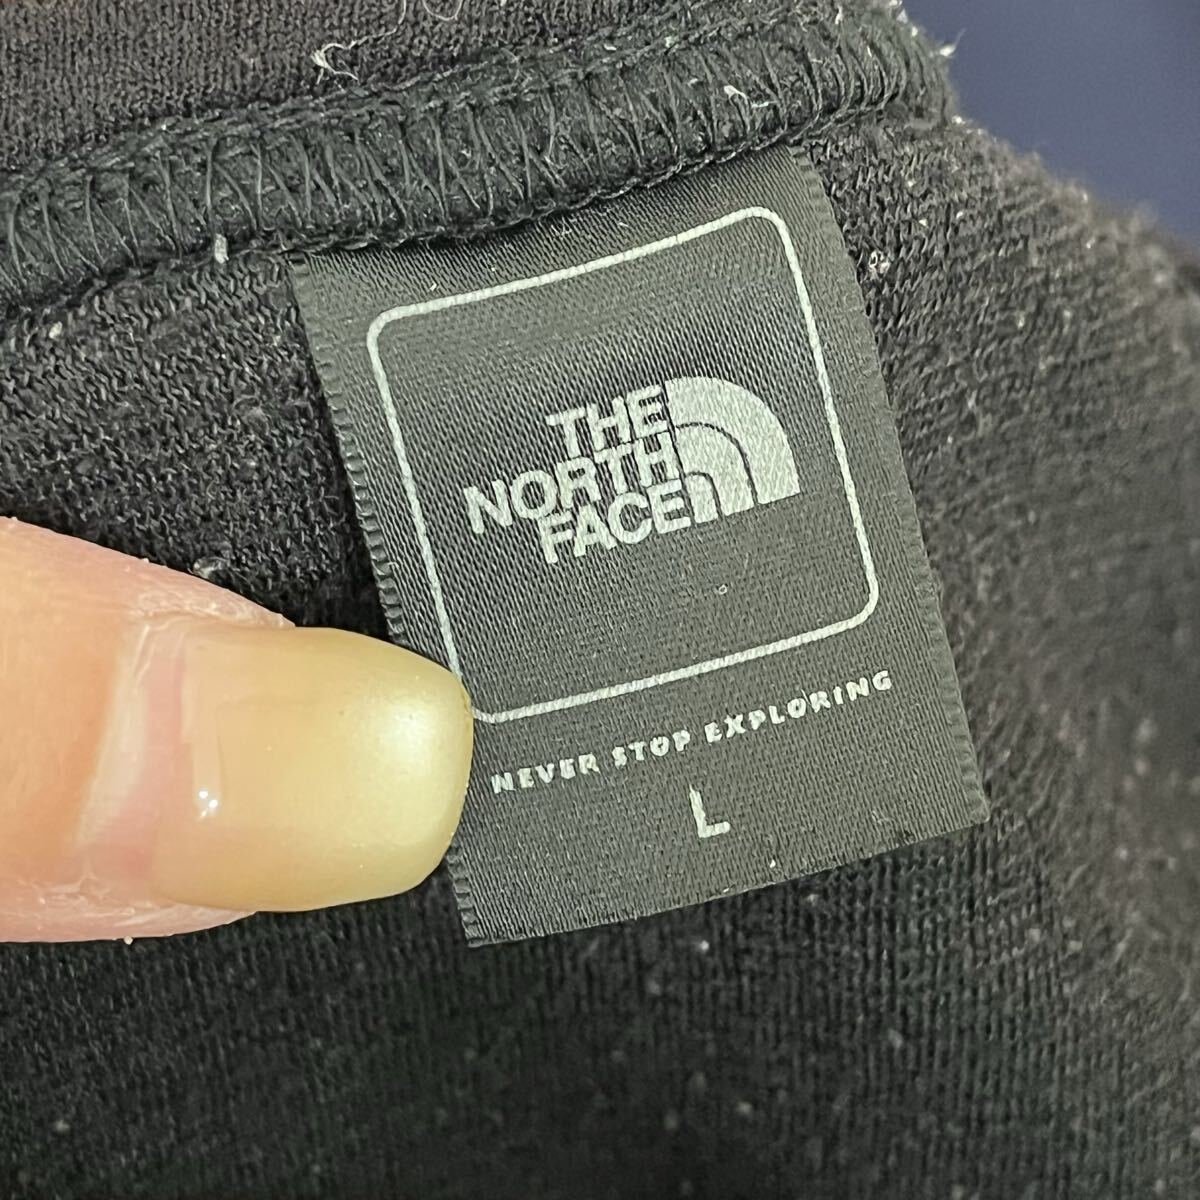 THE
NORTH
FACE
NEVER STOP EXPLORING
L